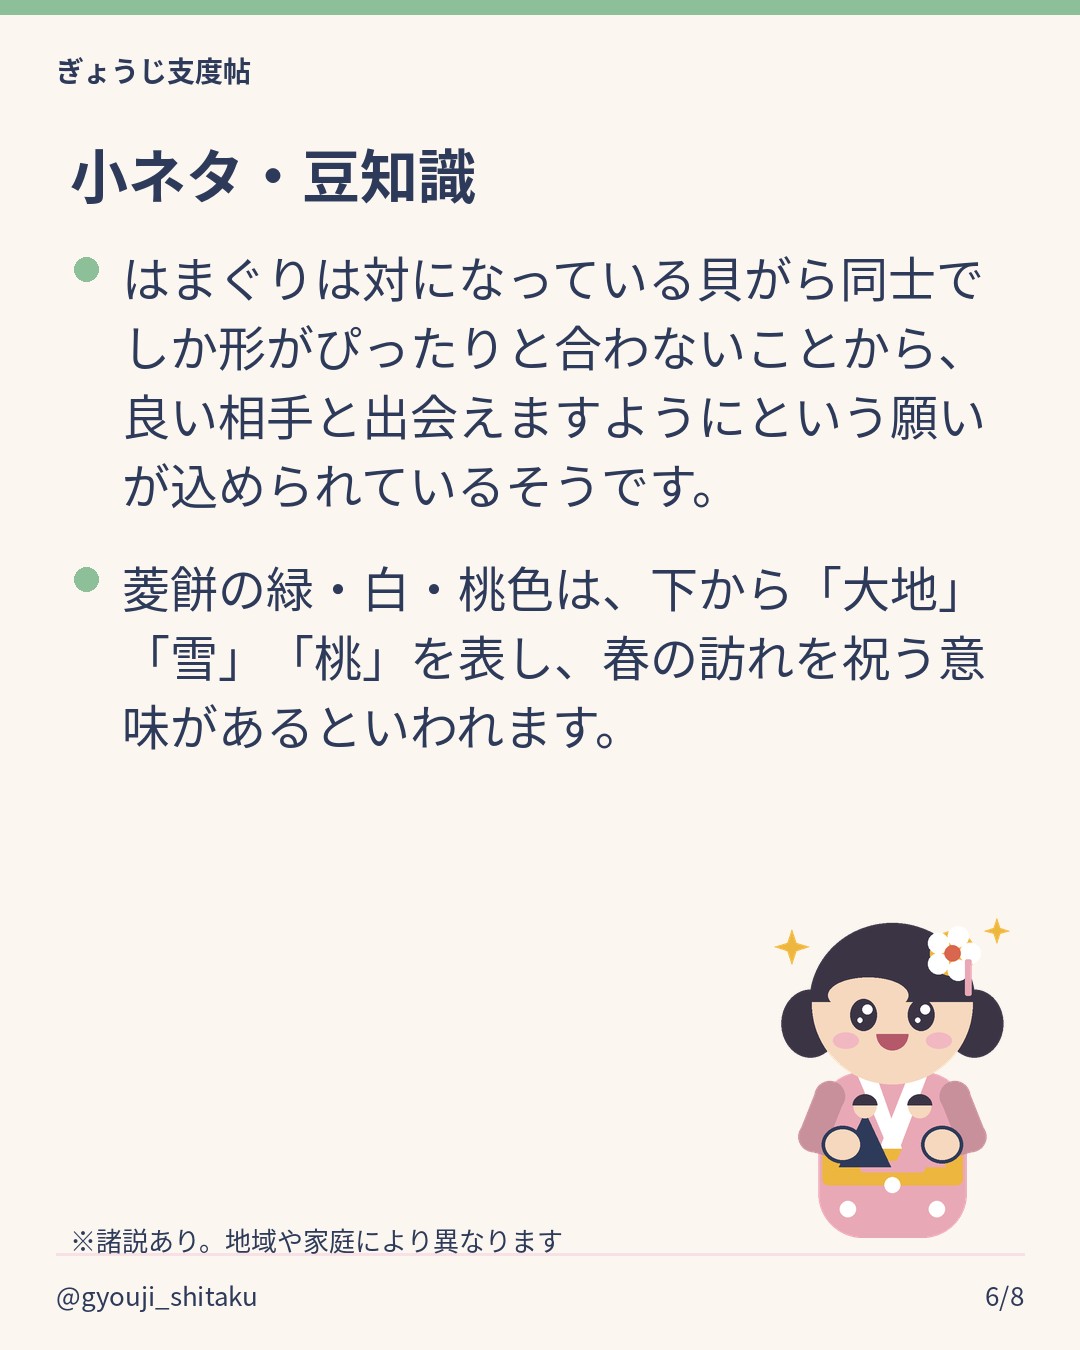 ぎょうじ支度帖
小ネタ・豆知識
はまぐりは対になっている貝がら同士で
しか形がぴったりと合わないことから、
良い相手と出会えますようにという願い
が込められているそうです。
菱餅の緑・白・桃色は、下から「大地」
「雪」「桃」を表し、春の訪れを祝う意
味があるといわれます。
※諸説あり。地域や家庭により異なります
@gyouji_shitaku
6/8